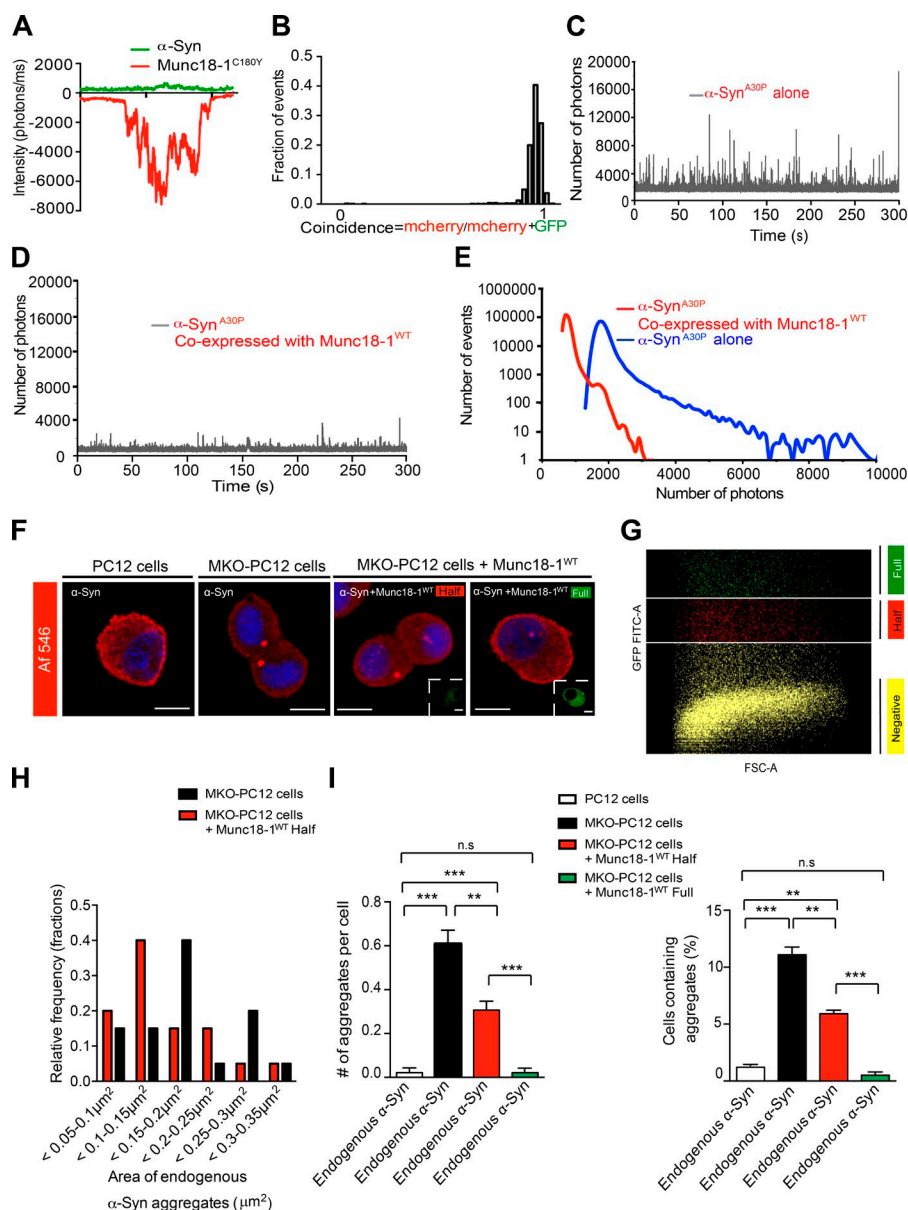 A
α-Syn
Munc18-1C180Y
Intensity (photons/ms)
2000
0
-2000
-4000
-6000
-8000
B
Fraction of events
0.5
0.4
0.3
0.2
0.1
0.0
0
1
Coincidence=mcherry/mcherry+GFP
C
Number of photons
20000
16000
12000
8000
4000
0
α-SynA30P alone
0 50 100 150 200 250 300
Time (s)
D
Number of photons
20000
16000
12000
8000
4000
0
α-SynA30P
Co-expressed with Munc18-1WT
0 50 100 150 200 250 300
Time (s)
E
Number of events
1000000
100000
10000
1000
100
10
1
α-SynA30P
Co-expressed with Munc18-1WT
α-SynA30P alone
0 2000 4000 6000 8000 10000
Number of photons
F
PC12 cells
MKO-PC12 cells
MKO-PC12 cells + Munc18-1WT
Af 546
α-Syn
α-Syn
α-Syn+Munc18-1WT Half
α-Syn +Munc18-1WT Full
G
GFP FITC-A
Full
Half
Negative
FSC-A
H
MKO-PC12 cells
MKO-PC12 cells
+ Munc18-1WT Half
Relative frequency (fractions)
0.5
0.4
0.3
0.2
0.1
0.0
< 0.05-0.1μm2
< 0.1-0.15μm2
< 0.15-0.2μm2
< 0.2-0.25μm2
< 0.25-0.3μm2
< 0.3-0.35μm2
Area of endogenous
α-Syn aggregates (μm2)
I
PC12 cells
MKO-PC12 cells
MKO-PC12 cells
+ Munc18-1WT Half
MKO-PC12 cells
+ Munc18-1WT Full
# of aggregates per cell
0.8
0.6
0.4
0.2
0.0
n.s
***
*** **
***
Endogenous α-Syn
Endogenous α-Syn
Endogenous α-Syn
Endogenous α-Syn
Cells containing
aggregates (%)
15
10
5
0
n.s
**
*** **
***
Endogenous α-Syn
Endogenous α-Syn
Endogenous α-Syn
Endogenous α-Syn